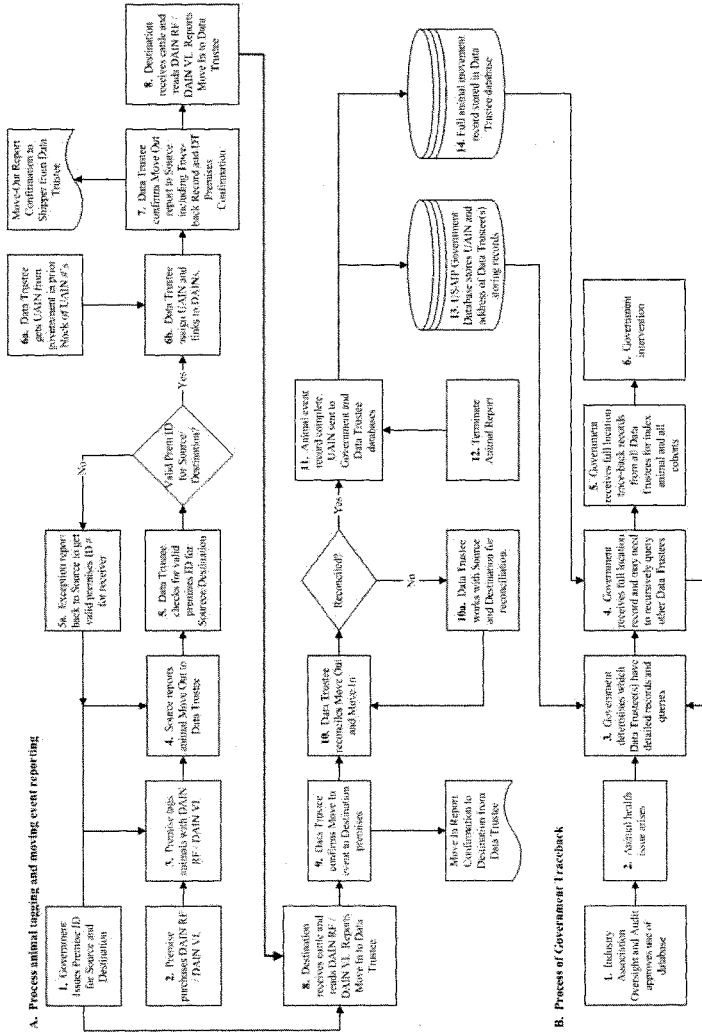 A. Process animal tagging and moving event reporting
1. Government
Issues Premise ID
for Source and
Destination
2. Premise
purchases DAIN RF
/ DAIN VI.
3. Premise tags
animals with DAIN
RF / DAIN VI
4. Source reports
animal Move Out to
Data Trustee
5. Data Trustee
checks for valid
premises ID for
Source/Destination
5a. Exception report
back to Source to get
valid premises ID #
for receiver
Valid Prem ID
for Source/
Destination?
No
Yes
6a. Data Trustee
gets UAIN from
government in prior
block of UAIN #'s
6b. Data Trustee
assign UAIN and
links to DAINs.
7. Data Trustee
confirms Move Out
report to Source
including Trace-
back Record and DT
Premises
Confirmation
Move-Out Report
Confirmation to
Shipper from Data
Trustee
8. Destination
receives cattle and
reads DAIN RF /
DAIN VI. Reports
Move In to Data
Trustee
8. Destination
receives cattle and
reads DAIN RF /
DAIN VI. Reports
Move In to Data
Trustee.
9. Data Trustee
confirms Move In
event to Destination
premises
Move In Report
Confirmation to
Destination from
Data Trustee
10. Data Trustee
reconciles Move Out
and Move-In
Reconciled?
Yes
No
10a. Data Trustee
works with Source
and Destination for
reconciliation.
11. Animal event
record complete.
UAIN sent to
Government and
Data Trustee
databases
12. Terminate
Animal Report
13. USAIP Government
Database stores UAIN and
address of Data Trustee(s)
storing records
14. Full animal movement
record stored in Data
Trustee database
B. Process of Government Traceback
1. Industry
Association
Oversight and Audit
approves use of
database
2. Animal health
issue arises
3. Government
determines which
Data Trustee(s) have
detailed records and
queries
4. Government
receives full location
record and may need
to recursively query
other Data Trustees
5. Government
receives full location
trace-back records
from all Data
Trustees for index
animal and all
cohorts
6. Government
intervention